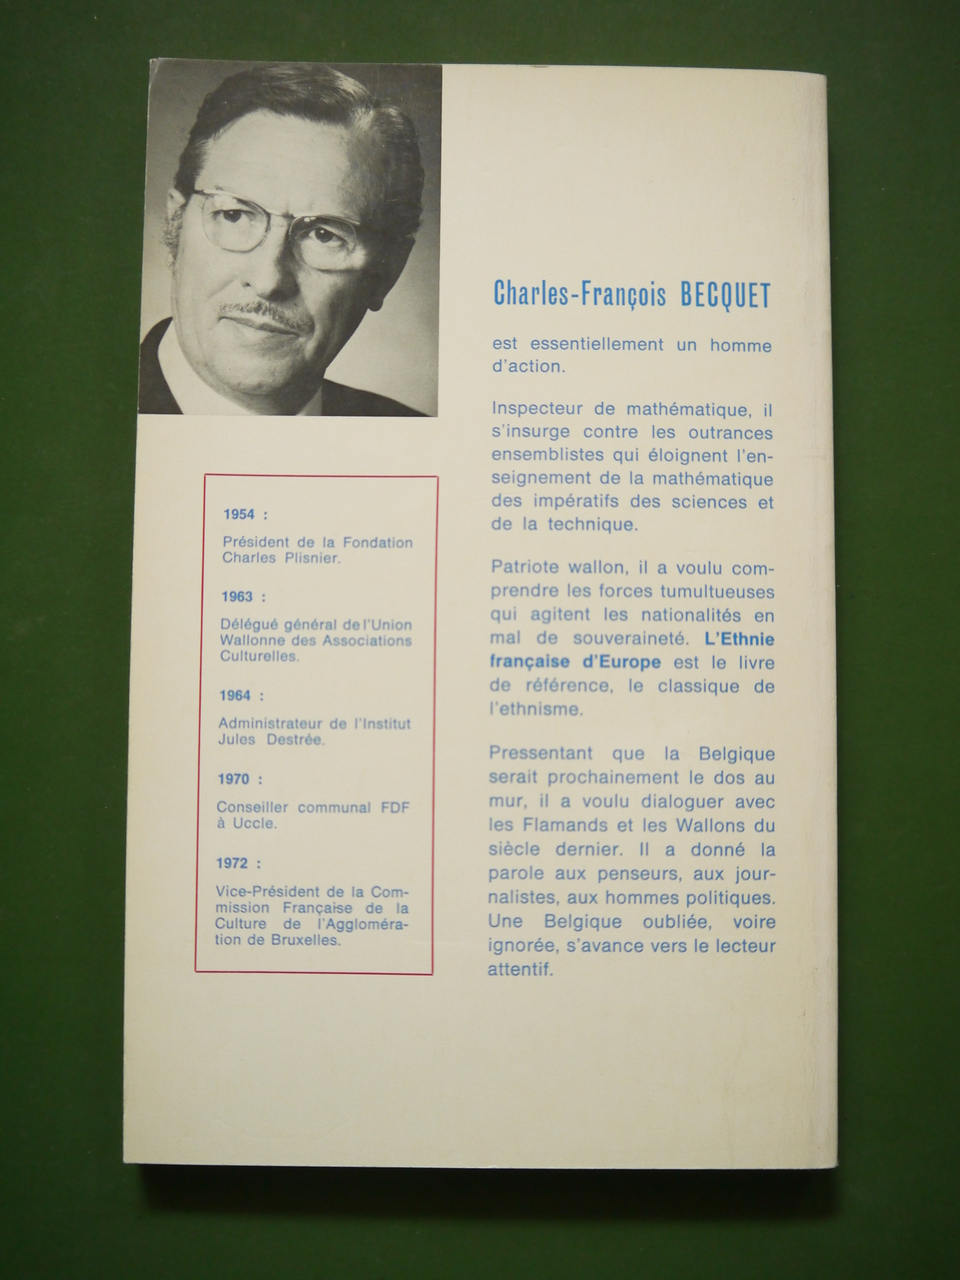 Charles-François BECQUET
est essentiellement un homme
d'action.
Inspecteur de mathématique, il
s'insurge contre les outrances
ensemblistes qui éloignent l'en-
seignement de la mathématique
des impératifs des sciences et
de la technique.
Patriote wallon, il a voulu com-
prendre les forces tumultueuses
qui agitent les nationalités en
mal de souveraineté. L'Ethnie
française d'Europe est le livre
de référence, le classique de
l'ethnisme.
Pressentant que la Belgique
serait prochainement le dos au
mur, il a voulu dialoguer avec
les Flamands et les Wallons du
siècle dernier. Il a donné la
parole aux penseurs, aux jour-
nalistes, aux hommes politiques.
Une Belgique oubliée, voire
ignorée, s'avance vers le lecteur
attentif.
1954 :
Président de la Fondation
Charles Plisnier.
1963 :
Délégué général de l'Union
Wallonne des Associations
Culturelles.
1964 :
Administrateur de l'Institut
Jules Destrée.
1970 :
Conseiller communal FDF
à Uccle.
1972 :
Vice-Président de la Com-
mission Française de la
Culture de l'Aggloméra-
tion de Bruxelles.